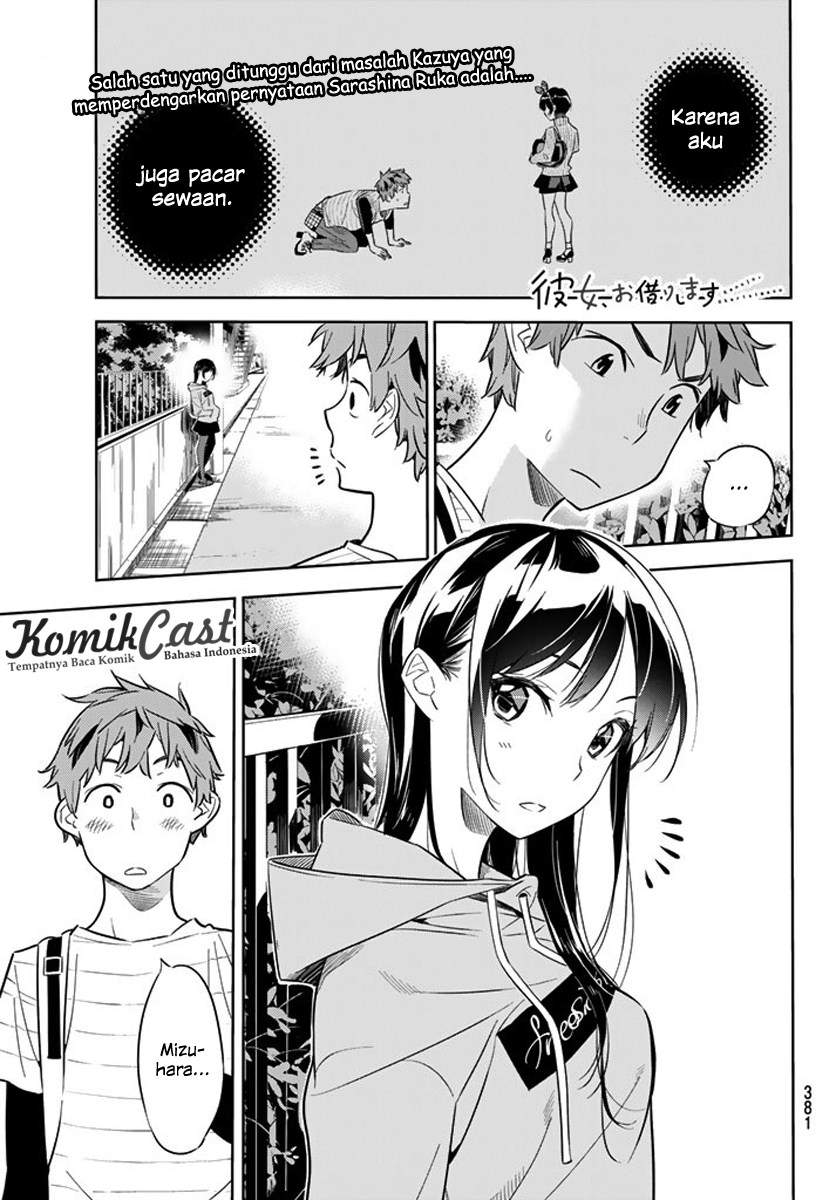 Salah satu yang ditunggu dari masalah Kazuya yang
memperdengarkan pernyataan Sarashina Ruka adalah....
Karena
aku
juga pacar
sewaan.
彼女、お借りします
...
KomikCast
Tempatnya Baca Komik Bahasa Indonesia
Mizu-
hara...
381